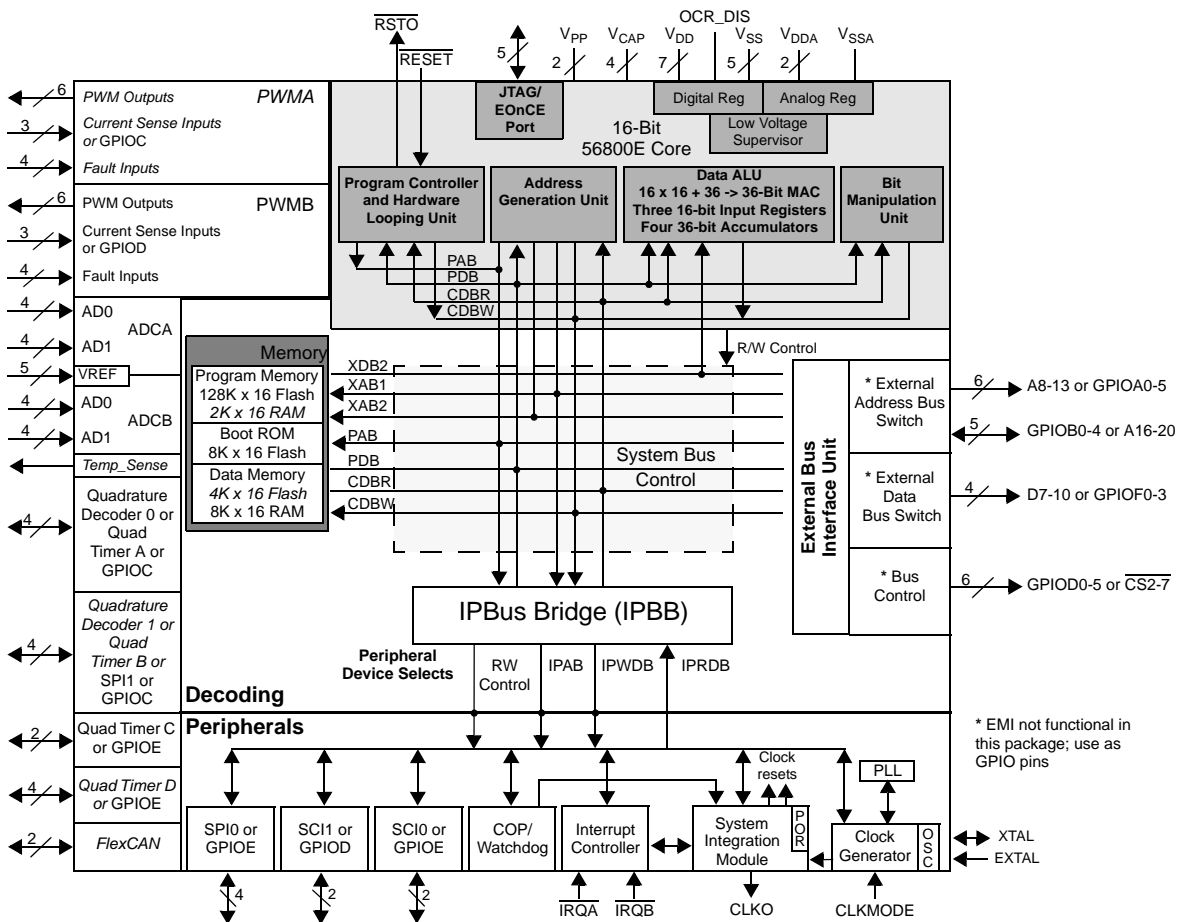 RSTO
RESET
5
VPP
2
VCAP
4
VDD
7
OCR_DIS
VSS
5
VDDA
2
VSSA
JTAG/
EOnCE
Port
Digital Reg
Analog Reg
Low Voltage
Supervisor
16-Bit
56800E Core
6
PWM Outputs
PWMA
3
Current Sense Inputs
or GPIOC
4
Fault Inputs
6
PWM Outputs
PWMB
3
Current Sense Inputs
or GPIOD
4
Fault Inputs
Program Controller
and Hardware
Looping Unit
Address
Generation Unit
Data ALU
16 x 16 + 36 -> 36-Bit MAC
Three 16-bit Input Registers
Four 36-bit Accumulators
Bit
Manipulation
Unit
PAB
PDB
CDBR
CDBW
4
AD0
ADCA
4
AD1
5
VREF
4
AD0
ADCB
4
AD1
Temp_Sense
4
Quadrature
Decoder 0 or
Quad
Timer A or
GPIOC
4
Quadrature
Decoder 1 or
Quad
Timer B or
SPI1 or
GPIOC
2
Quad Timer C
or GPIOE
4
Quad Timer D
or GPIOE
2
FlexCAN
Memory
Program Memory
128K x 16 Flash
2K x 16 RAM
Boot ROM
8K x 16 Flash
Data Memory
4K x 16 Flash
8K x 16 RAM
XDB2
XAB1
XAB2
PAB
PDB
CDBR
CDBW
R/W Control
System Bus
Control
External Bus
Interface Unit
* External
Address Bus
Switch
* External
Data
Bus Switch
* Bus
Control
6
A8-13 or GPIOA0-5
5
GPIOB0-4 or A16-20
4
D7-10 or GPIOF0-3
6
GPIOD0-5 or CS2-7
IPBus Bridge (IPBB)
Peripheral
Device Selects
RW
Control
IPAB
IPWDB
IPRDB
Decoding
Peripherals
* EMI not functional in
this package; use as
GPIO pins
Clock
resets
PLL
SPI0 or
GPIOE
SCI1 or
GPIOD
SCI0 or
GPIOE
COP/
Watchdog
Interrupt
Controller
System
Integration
Module
POR
Clock
Generator
OSC
XTAL
EXTAL
4
2
2
IRQA
IRQB
CLKO
CLKMODE